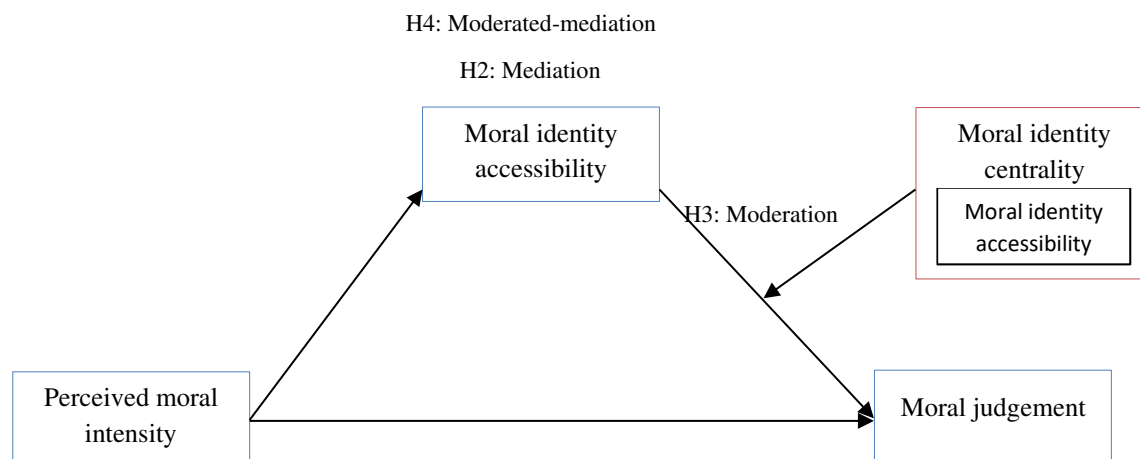 H4: Moderated-mediation
H2: Mediation
Moral identity
accessibility
Moral identity
centrality
Moral identity
accessibility
H3: Moderation
Perceived moral
intensity
Moral judgement